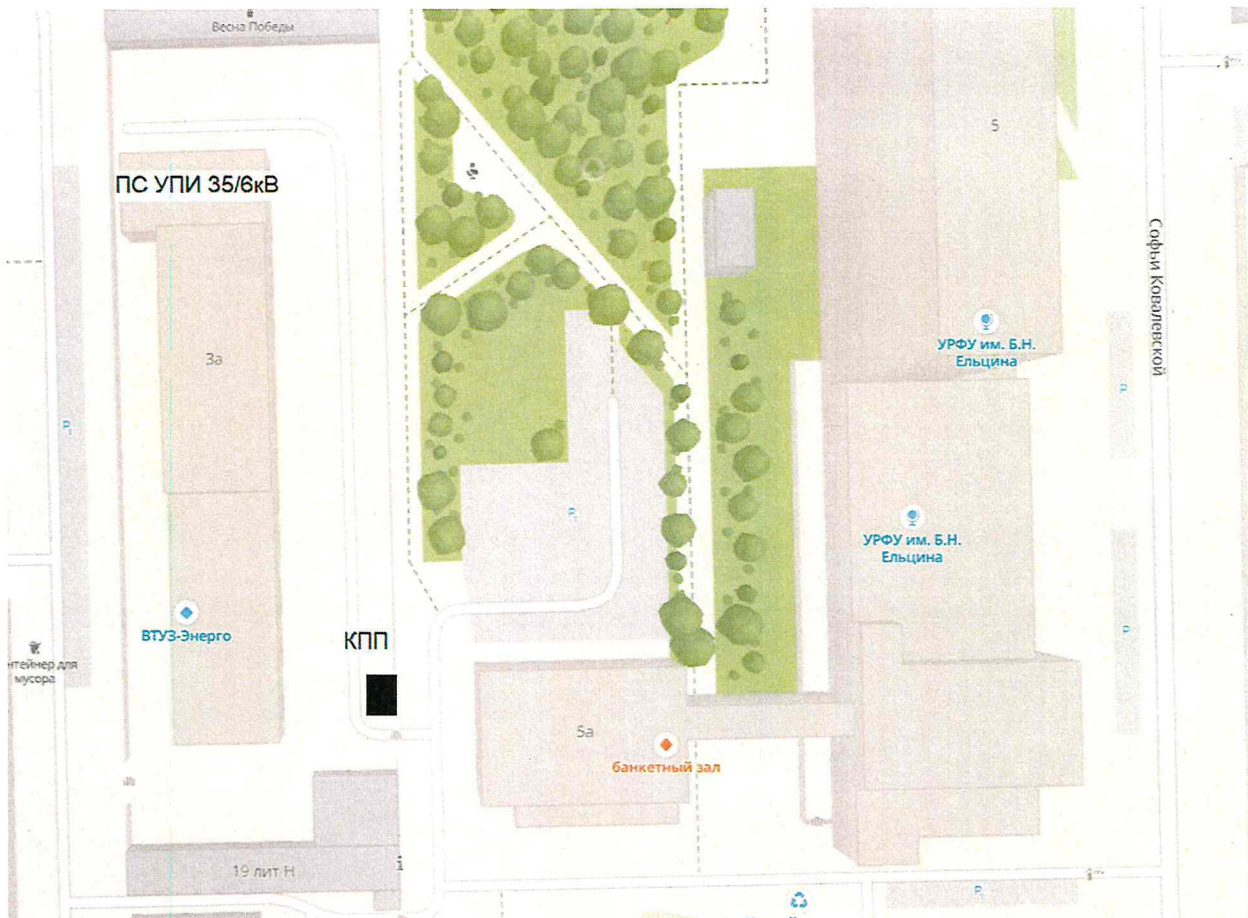 Весна Победы
5
ПС УПИ 35/6кВ
Софьи Ковалевской
УРФУ им. Б.Н.
Ельцина
3а
P
P
P
УРФУ им. Б.Н.
Ельцина
ВТУЗ-Энерго
КПП
P
нтейнер для
мусора
5а
банкетный зал
19 лит Н
P